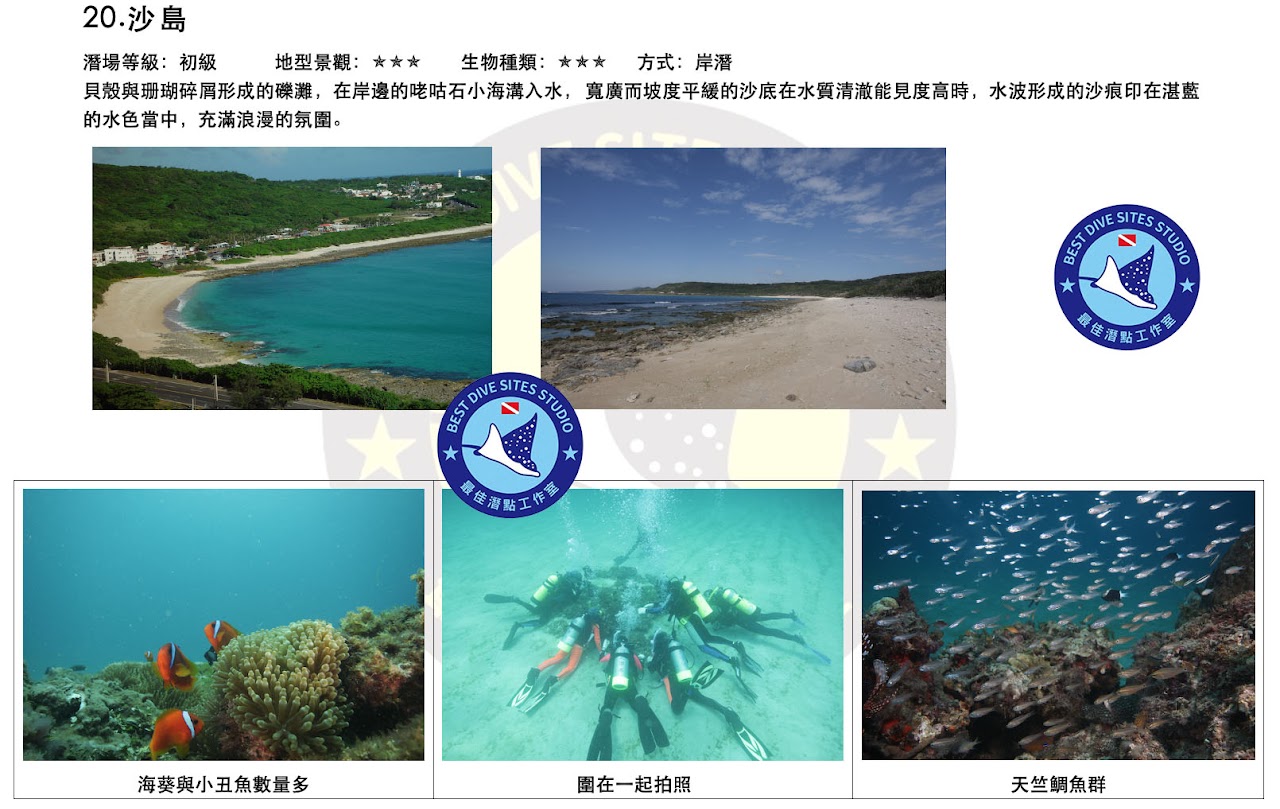 20.沙島
潛場等級：初級　　　地型景觀：★★★　　生物種類：★★★　　方式：岸潛
貝殼與珊瑚碎屑形成的礫灘，在岸邊的咾咕石小海溝入水，寬廣而坡度平緩的沙底在水質清澈能見度高時，水波形成的沙痕印在湛藍
的水色當中，充滿浪漫的氛圍。
DIVE SITES
BEST DIVE SITES STUDIO
最佳潛點工作室
BEST DIVE SITES STUDIO
最佳潛點工作室
海葵與小丑魚數量多
圍在一起拍照
天竺鯛魚群